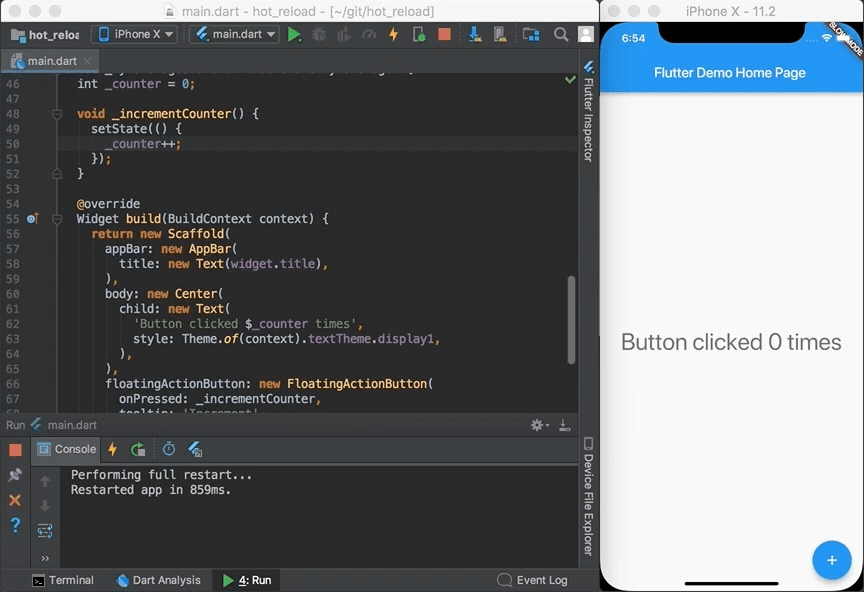 main.dart - hot_reload - [~/git/hot_reload]
hot_reloa
iPhone X
main.dart
main.dart
46 int _counter = 0;
47
48 void _incrementCounter() {
49 setState(() {
50 _counter++;
51 });
52 }
53
54 @override
55 Widget build(BuildContext context) {
56 return new Scaffold(
57 appBar: new AppBar(
58 title: new Text(widget.title),
59 ),
60 body: new Center(
61 child: new Text(
62 'Button clicked $_counter times',
63 style: Theme.of(context).textTheme.display1,
64 ),
65 ),
66 floatingActionButton: new FloatingActionButton(
67 onPressed: _incrementCounter,
68 tooltip: 'Increment'
Flutter Inspector
Device File Explorer
Run main.dart
Console
Performing full restart...
Restarted app in 859ms.
Terminal
Dart Analysis
4: Run
Event Log
iPhone X - 11.2
6:54
SLOW MODE
Flutter Demo Home Page
Button clicked 0 times
+